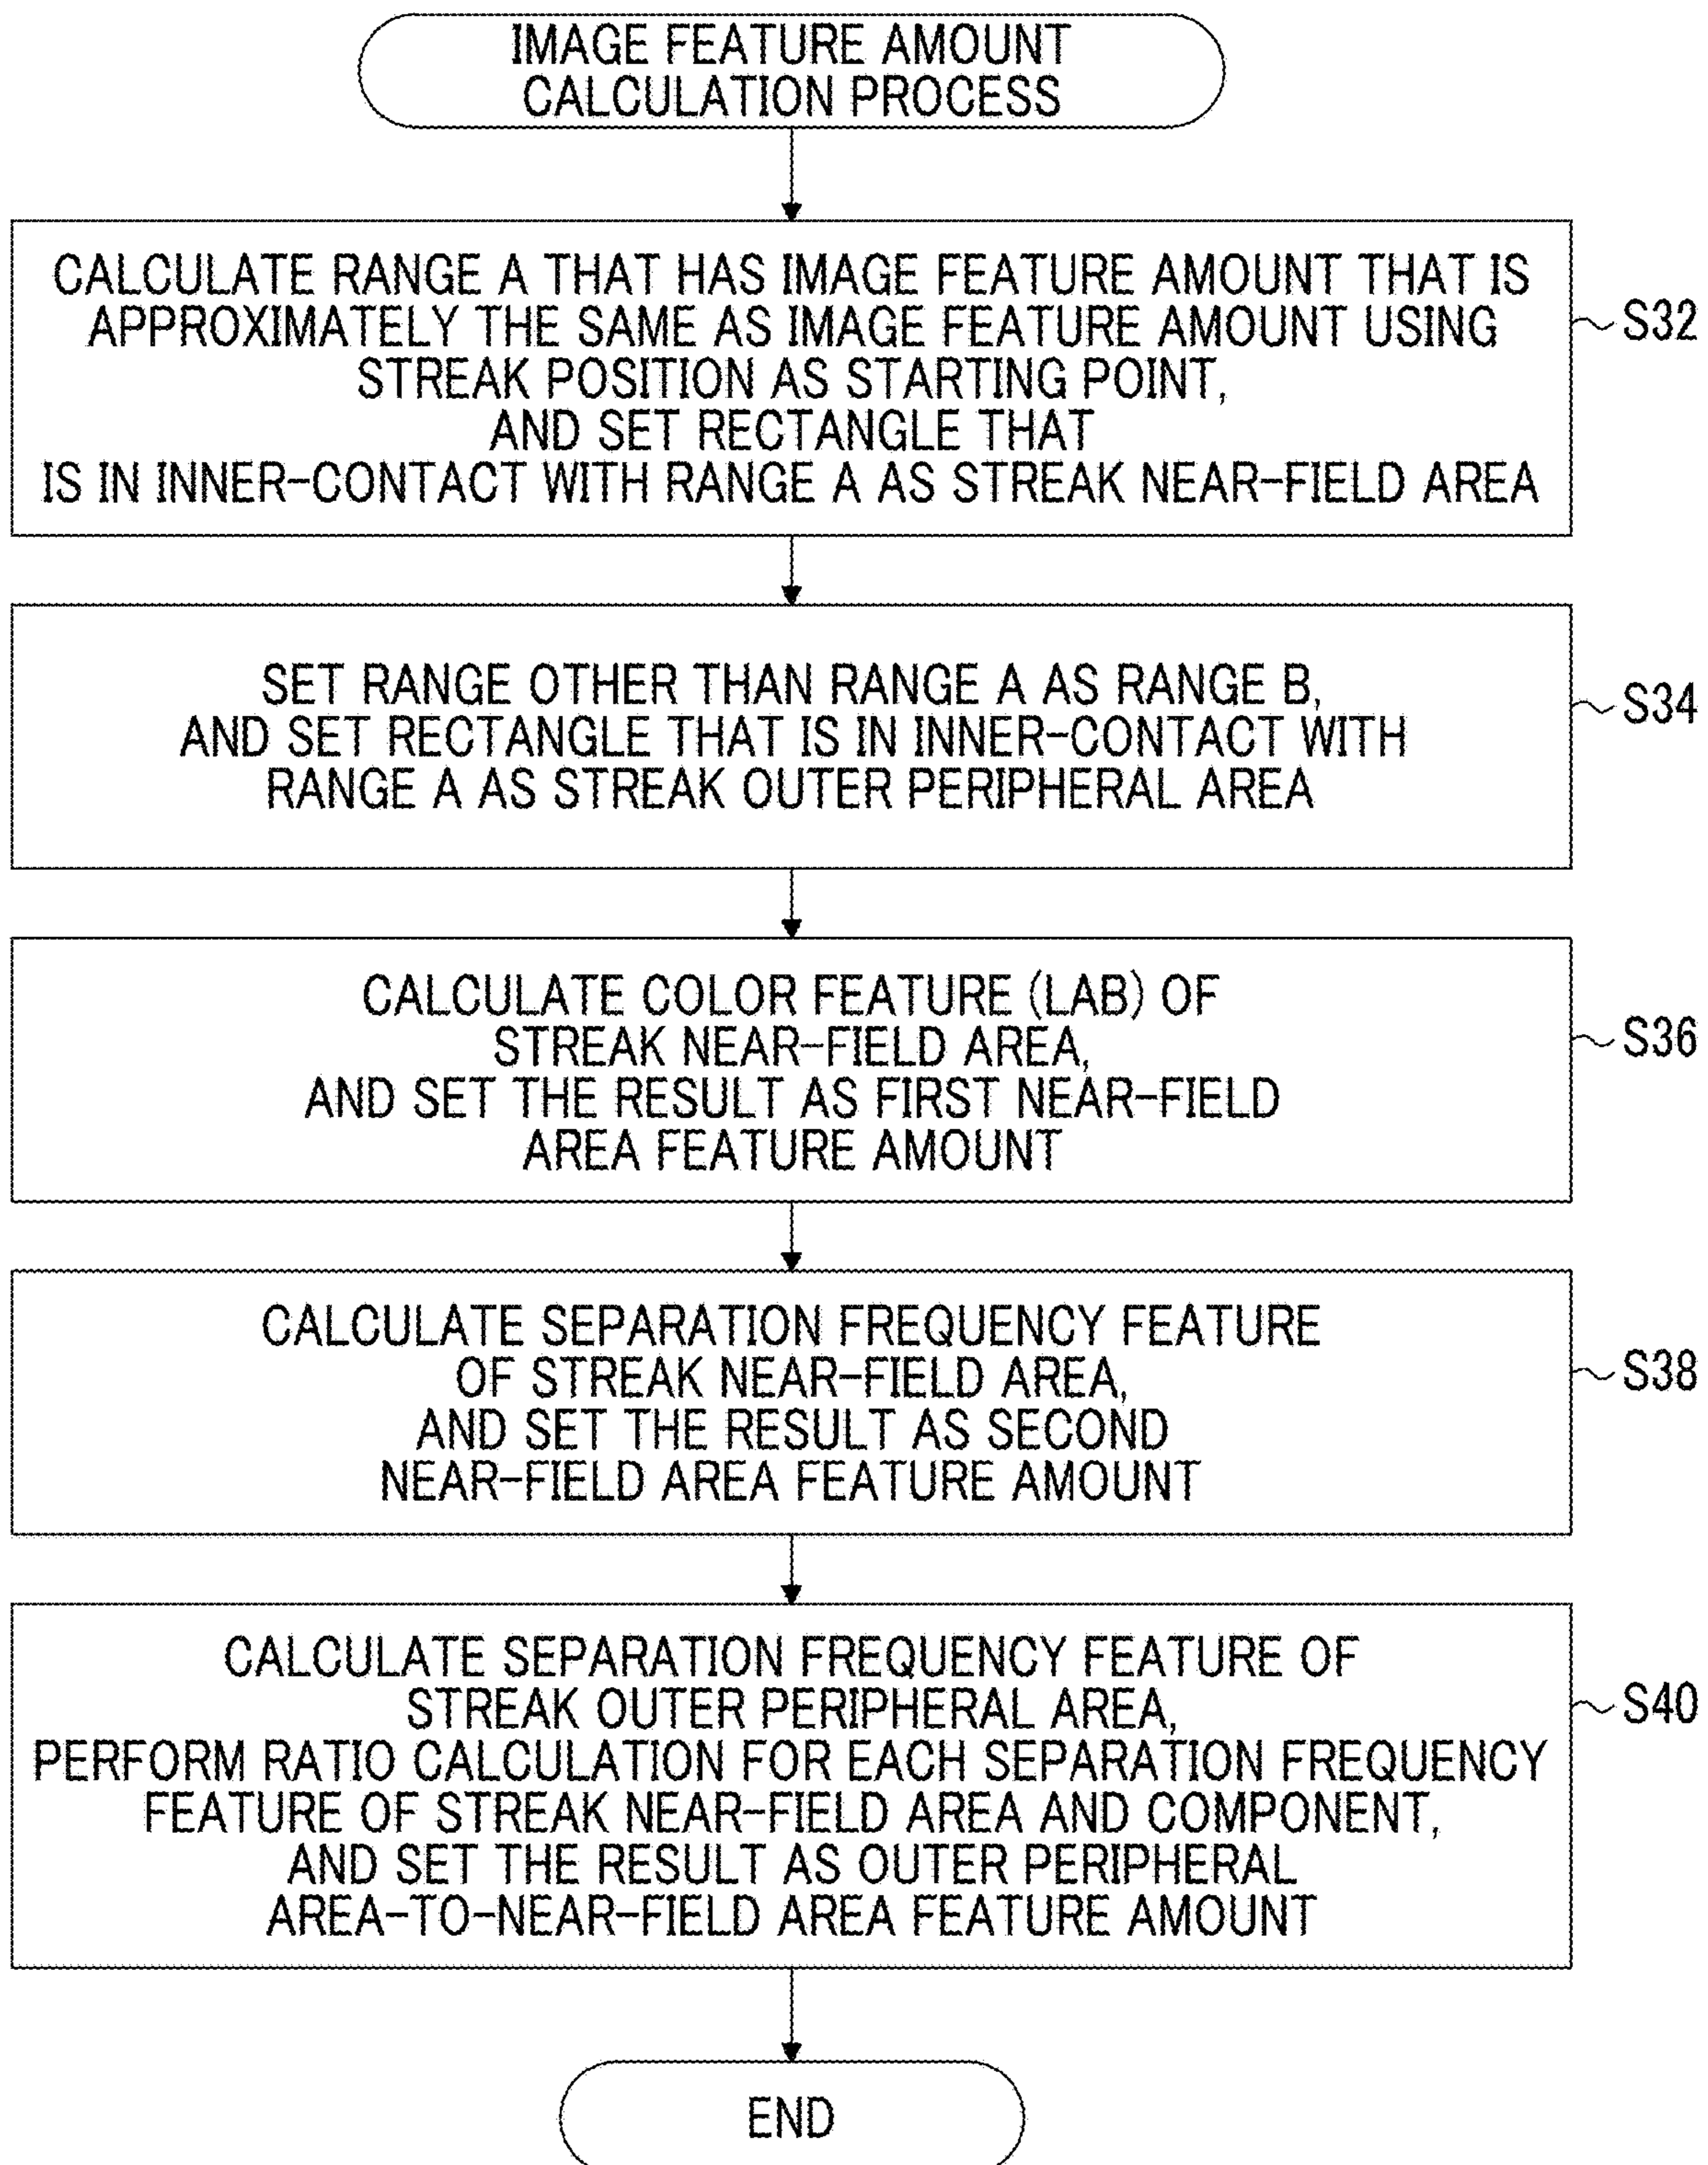 IMAGE FEATURE AMOUNT
CALCULATION PROCESS
CALCULATE RANGE A THAT HAS IMAGE FEATURE AMOUNT THAT IS
APPROXIMATELY THE SAME AS IMAGE FEATURE AMOUNT USING
STREAK POSITION AS STARTING POINT,
AND SET RECTANGLE THAT
IS IN INNER-CONTACT WITH RANGE A AS STREAK NEAR-FIELD AREA
S32
SET RANGE OTHER THAN RANGE A AS RANGE B,
AND SET RECTANGLE THAT IS IN INNER-CONTACT WITH
RANGE A AS STREAK OUTER PERIPHERAL AREA
S34
CALCULATE COLOR FEATURE (LAB) OF
STREAK NEAR-FIELD AREA,
AND SET THE RESULT AS FIRST NEAR-FIELD
AREA FEATURE AMOUNT
S36
CALCULATE SEPARATION FREQUENCY FEATURE
OF STREAK NEAR-FIELD AREA,
AND SET THE RESULT AS SECOND
NEAR-FIELD AREA FEATURE AMOUNT
S38
CALCULATE SEPARATION FREQUENCY FEATURE OF
STREAK OUTER PERIPHERAL AREA,
PERFORM RATIO CALCULATION FOR EACH SEPARATION FREQUENCY
FEATURE OF STREAK NEAR-FIELD AREA AND COMPONENT,
AND SET THE RESULT AS OUTER PERIPHERAL
AREA-TO-NEAR-FIELD AREA FEATURE AMOUNT
S40
END